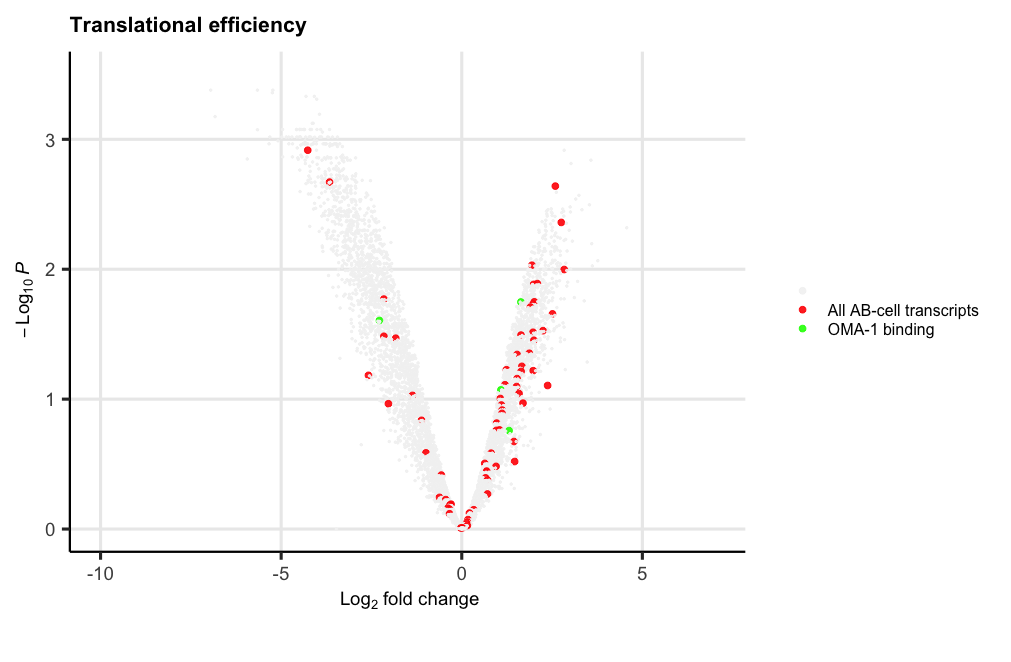 Translational efficiency
3
2
1
0
− Log10 P
-10 -5 0 5
Log2 fold change
All AB-cell transcripts
OMA-1 binding